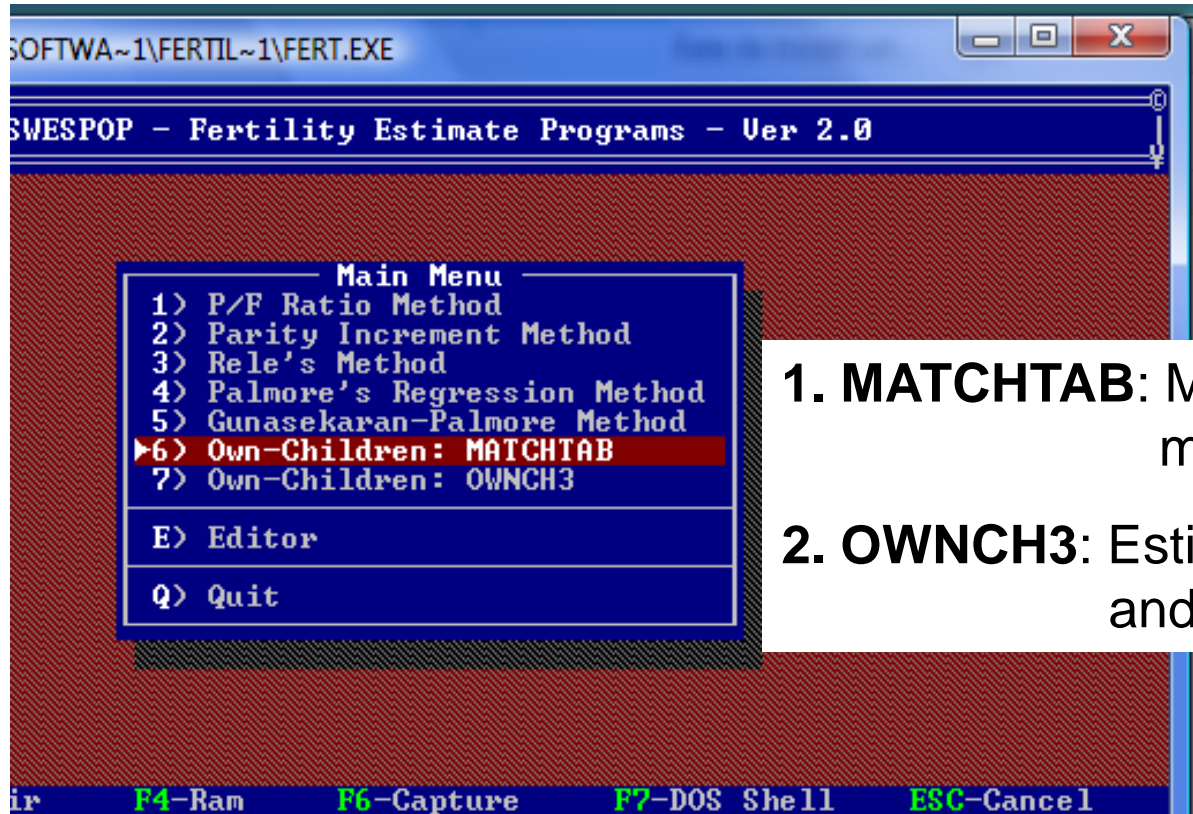 SOFTWA~1\FERTIL~1\FERT.EXE
SWESPOP - Fertility Estimate Programs - Ver 2.0
Main Menu
1) P/F Ratio Method
2) Parity Increment Method
3) Rele's Method
4) Palmore's Regression Method
5) Gunasekaran-Palmore Method
6) Own-Children: MATCHTAB
7) Own-Children: OWNCH3
E) Editor
Q) Quit
1. MATCHTAB: M
m
2. OWNCH3: Esti
and
ir F4-Ram F6-Capture F7-DOS Shell ESC-Cancel